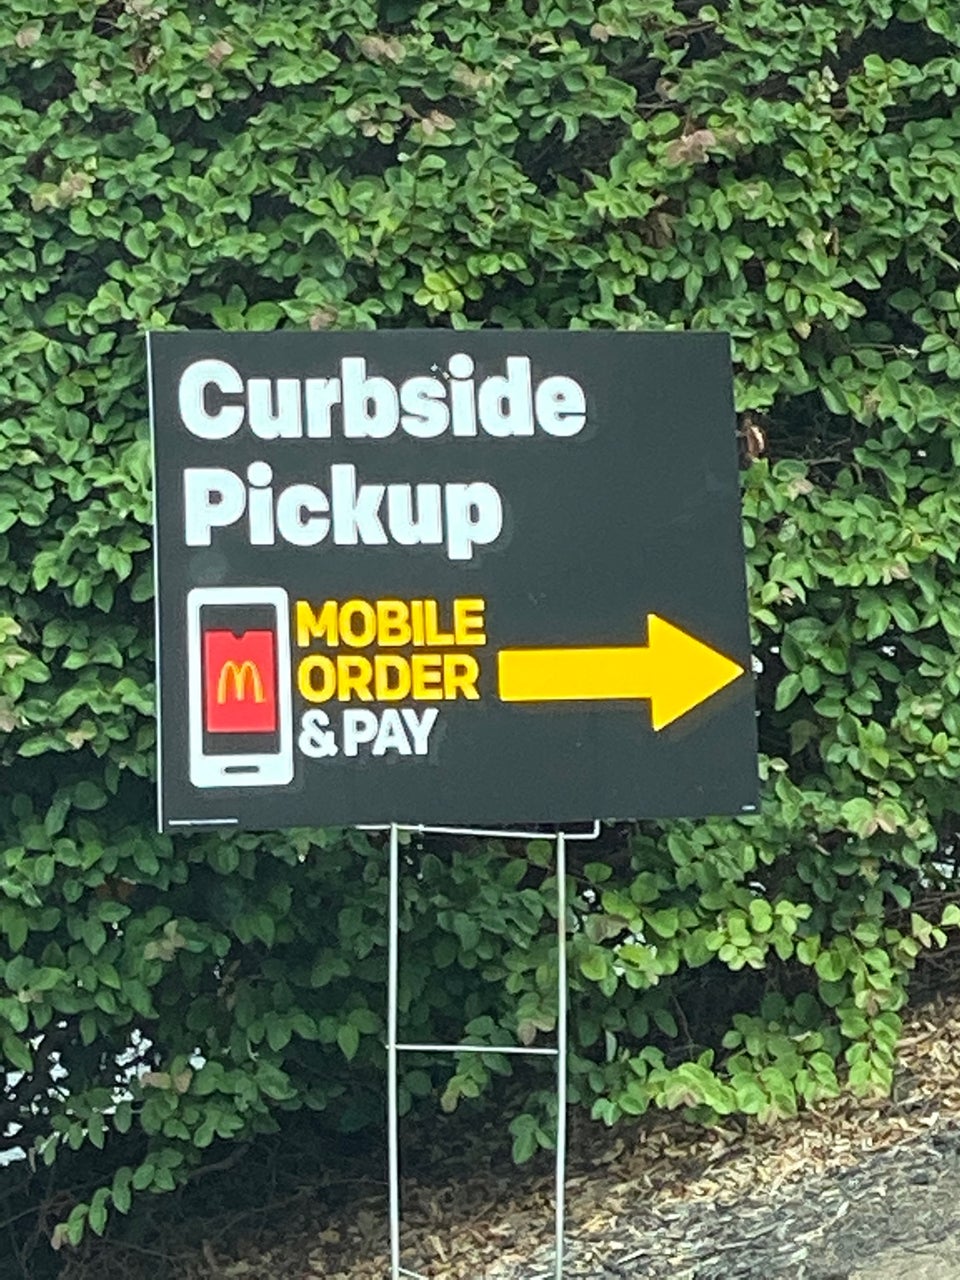 Curbside
Pickup
MOBILE
ORDER
& PAY